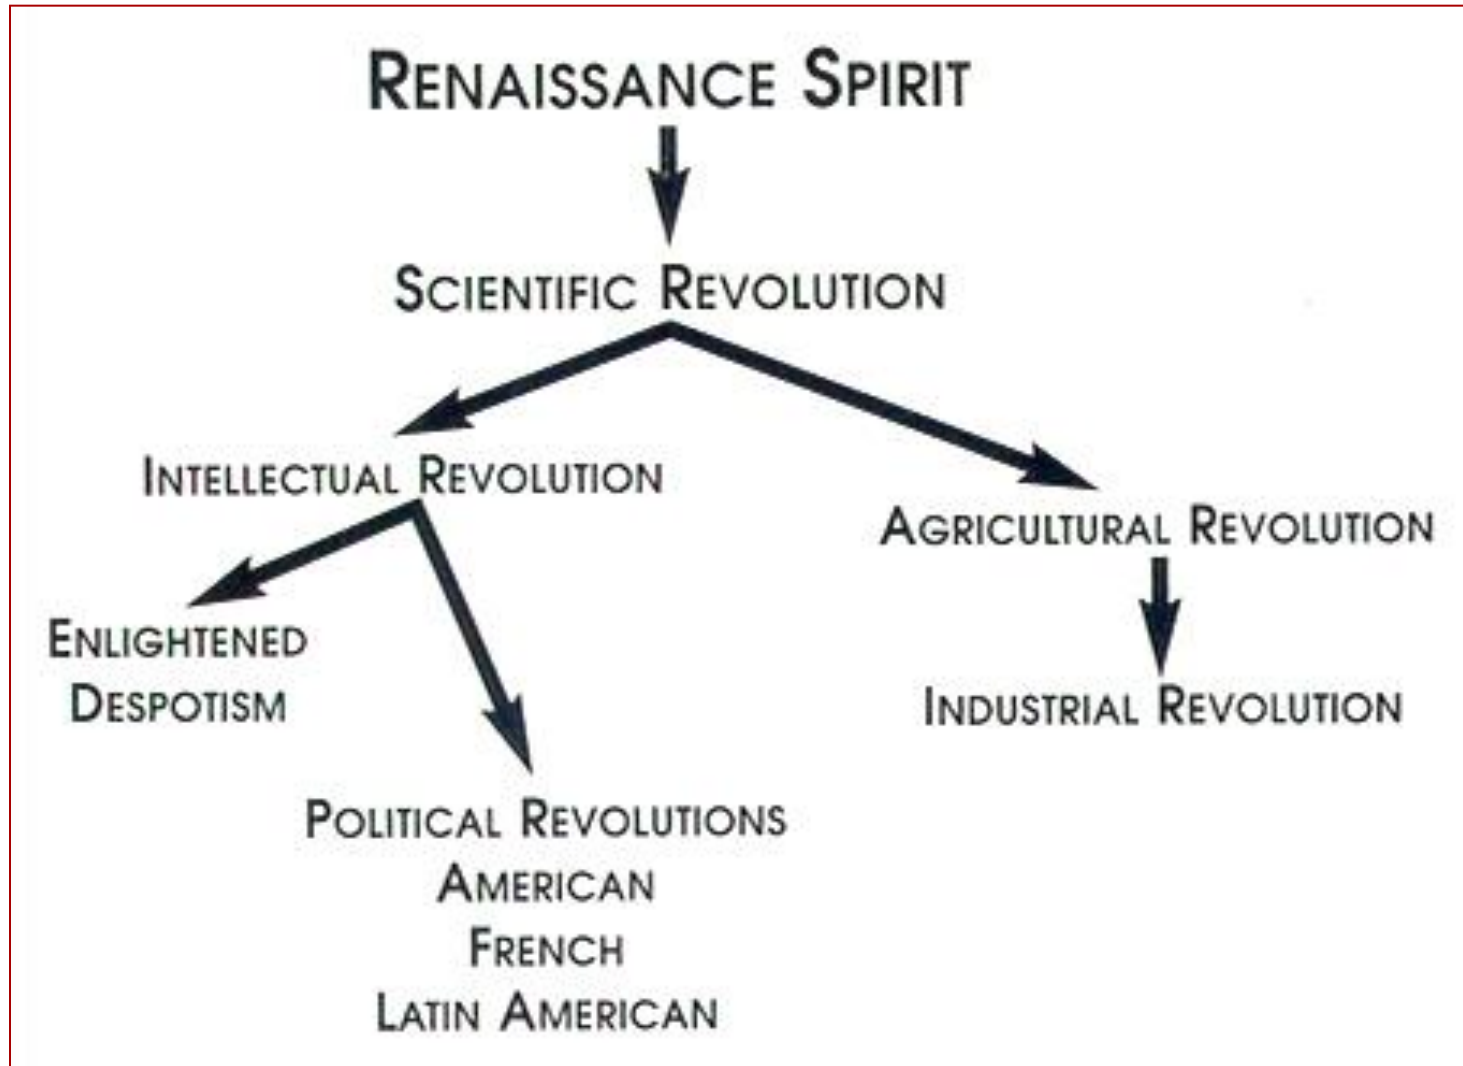 RENAISSANCE SPIRIT
SCIENTIFIC REVOLUTION
INTELLECTUAL REVOLUTION
AGRICULTURAL REVOLUTION
ENLIGHTENED
DESPOTISM
INDUSTRIAL REVOLUTION
POLITICAL REVOLUTIONS
AMERICAN
FRENCH
LATIN AMERICAN